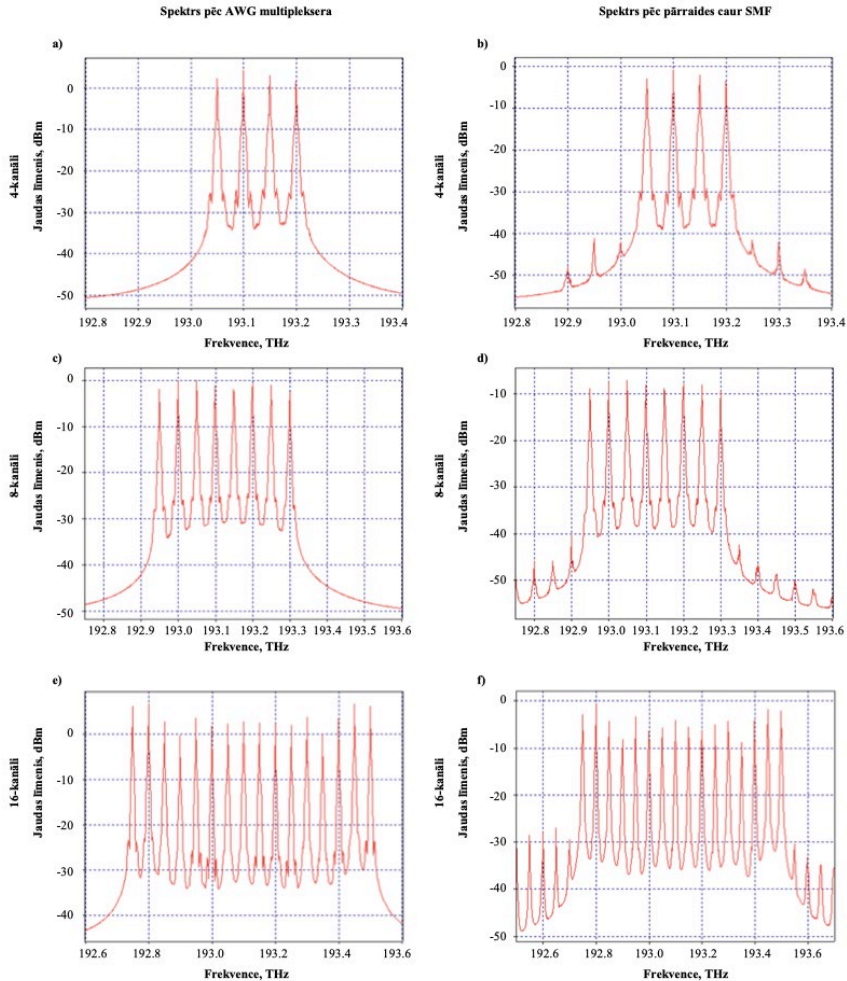 Spektrs pēc AWG multipleksera
Spektrs pēc pārraides caur SMF
a)
4-kanāli
Jaudas līmenis, dBm
0
-10
-20
-30
-40
-50
192.8 192.9 193.0 193.1 193.2 193.3 193.4
Frekvence, THz
b)
4-kanāli
Jaudas līmenis, dBm
0
-10
-20
-30
-40
-50
192.8 192.9 193.0 193.1 193.2 193.3 193.4
Frekvence, THz
c)
8-kanāli
Jaudas līmenis, dBm
0
-10
-20
-30
-40
-50
192.8 192.9 193.0 193.1 193.2 193.3 193.4 193.5 193.6
Frekvence, THz
d)
8-kanāli
Jaudas līmenis, dBm
-10
-20
-30
-40
-50
192.8 192.9 193.0 193.1 193.2 193.3 193.4 193.5 193.6
Frekvence, THz
e)
16-kanāli
Jaudas līmenis, dBm
0
-10
-20
-30
-40
192.6 192.8 193.0 193.2 193.4 193.6
Frekvence, THz
f)
16-kanāli
Jaudas līmenis, dBm
0
-10
-20
-30
-40
-50
192.6 192.8 193.0 193.2 193.4 193.6
Frekvence, THz